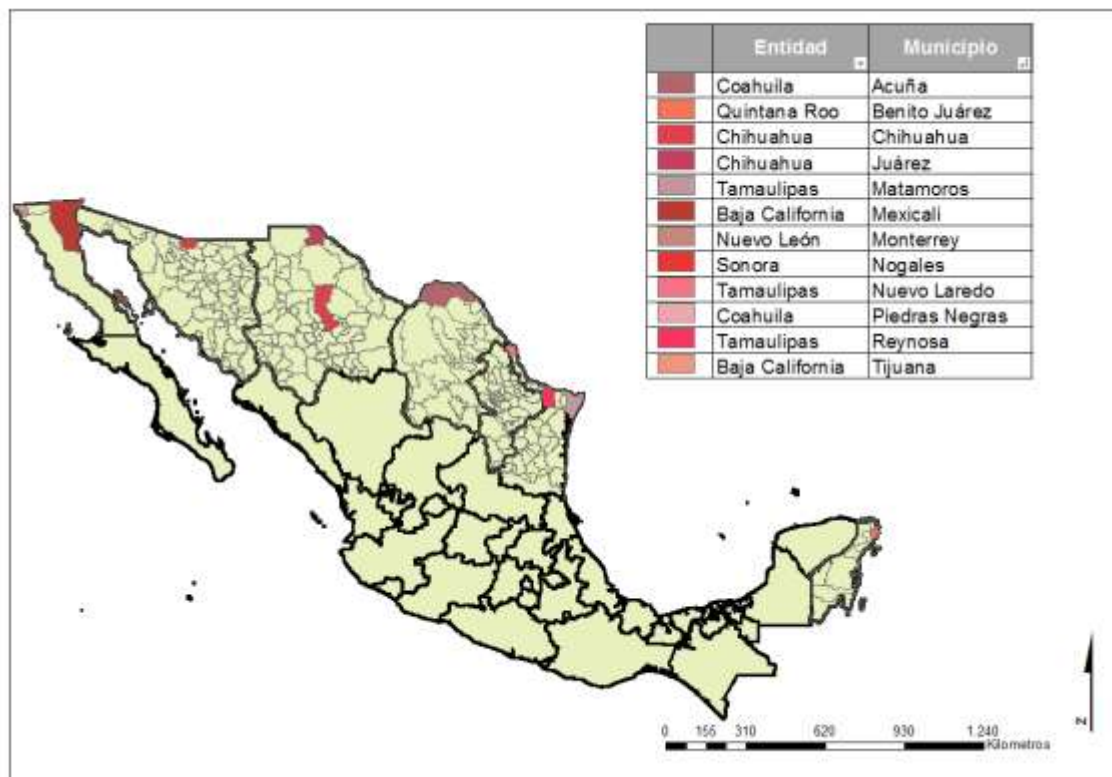 Entidad Municipio
Coahuila Acuña
Quintana Roo Benito Juárez
Chihuahua Chihuahua
Chihuahua Juárez
Tamaulipas Matamoros
Baja California Mexicali
Nuevo León Monterrey
Sonora Nogales
Tamaulipas Nuevo Laredo
Coahuila Piedras Negras
Tamaulipas Reynosa
Baja California Tijuana
N
0 155 310 620 930 1.240
Kilometros